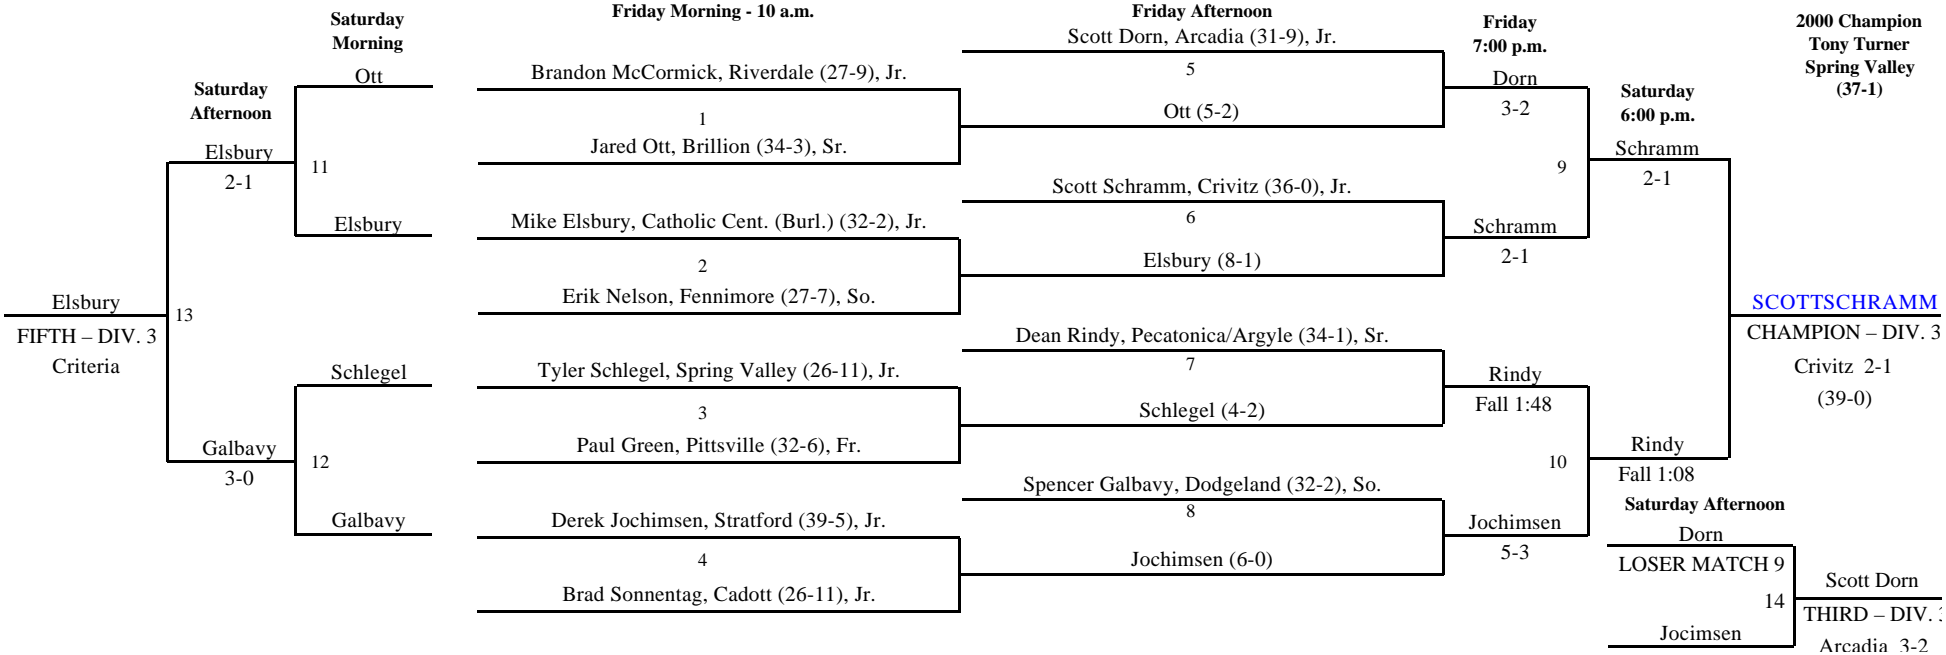 Saturday
Morning
Friday Morning - 10 a.m.
Friday Afternoon
Friday
7:00 p.m.
2000 Champion
Tony Turner
Spring Valley
(37-1)
Saturday
Afternoon
Saturday
6:00 p.m.
Ott
Elsbury
2-1
11
Elsbury
Elsbury
FIFTH – DIV. 3
Criteria
13
Schlegel
Galbavy
3-0
12
Galbavy
Brandon McCormick, Riverdale (27-9), Jr.
1
Jared Ott, Brillion (34-3), Sr.
Mike Elsbury, Catholic Cent. (Burl.) (32-2), Jr.
2
Erik Nelson, Fennimore (27-7), So.
Tyler Schlegel, Spring Valley (26-11), Jr.
3
Paul Green, Pittsville (32-6), Fr.
Derek Jochimsen, Stratford (39-5), Jr.
4
Brad Sonnentag, Cadott (26-11), Jr.
Scott Dorn, Arcadia (31-9), Jr.
5
Ott (5-2)
Scott Schramm, Crivitz (36-0), Jr.
6
Elsbury (8-1)
Dean Rindy, Pecatonica/Argyle (34-1), Sr.
7
Schlegel (4-2)
Spencer Galbavy, Dodgeland (32-2), So.
8
Jochimsen (6-0)
Dorn
3-2
9
Schramm
2-1
Rindy
Fall 1:48
10
Jochimsen
5-3
Schramm
2-1
Rindy
Fall 1:08
SCOTTSCHRAMM
CHAMPION – DIV. 3
Crivitz 2-1
(39-0)
Saturday Afternoon
Dorn
LOSER MATCH 9
14
Jocimsen
Scott Dorn
THIRD – DIV. 3
Arcadia 3-2